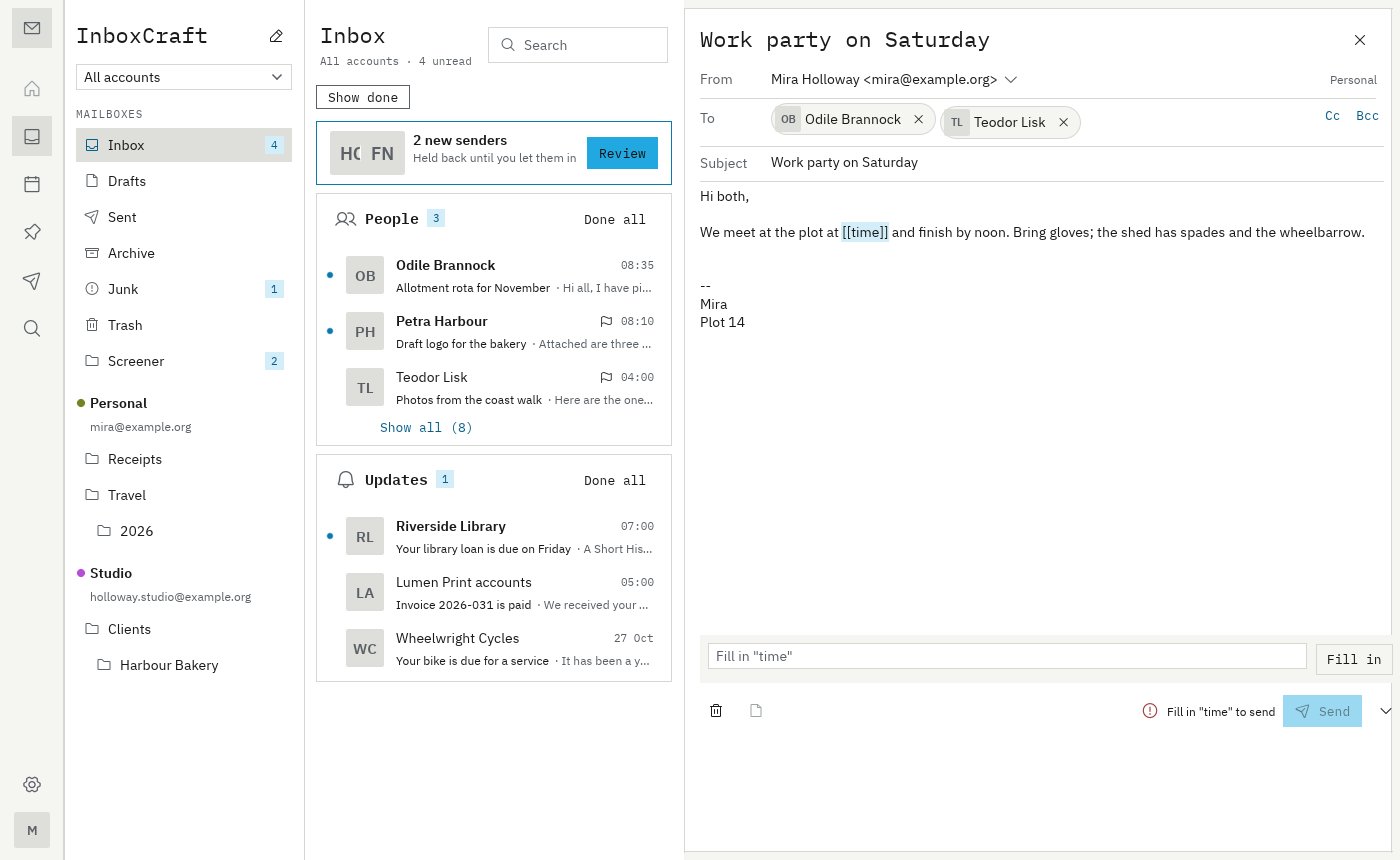 InboxCraft
All accounts
MAILBOXES
Inbox 4
Drafts
Sent
Archive
Junk 1
Trash
Screener 2
Personal
mira@example.org
Receipts
Travel
2026
Studio
holloway.studio@example.org
Clients
Harbour Bakery
M
Inbox
All accounts · 4 unread
Search
Show done
FN
2 new senders
Held back until you let them in
Review
People 3
Done all
OB
Odile Brannock 08:35
Allotment rota for November · Hi all, I have pi...
PH
Petra Harbour 08:10
Draft logo for the bakery · Attached are three ...
TL
Teodor Lisk 04:00
Photos from the coast walk · Here are the one...
Show all (8)
Updates 1
Done all
RL
Riverside Library 07:00
Your library loan is due on Friday · A Short His...
LA
Lumen Print accounts 05:00
Invoice 2026-031 is paid · We received your ...
WC
Wheelwright Cycles 27 Oct
Your bike is due for a service · It has been a y...
Work party on Saturday
From Mira Holloway <mira@example.org> Personal
To OB Odile Brannock TL Teodor Lisk Cc Bcc
Subject Work party on Saturday
Hi both,
We meet at the plot at [[time]] and finish by noon. Bring gloves; the shed has spades and the wheelbarrow.
--
Mira
Plot 14
Fill in "time"
Fill in
Fill in "time" to send
Send